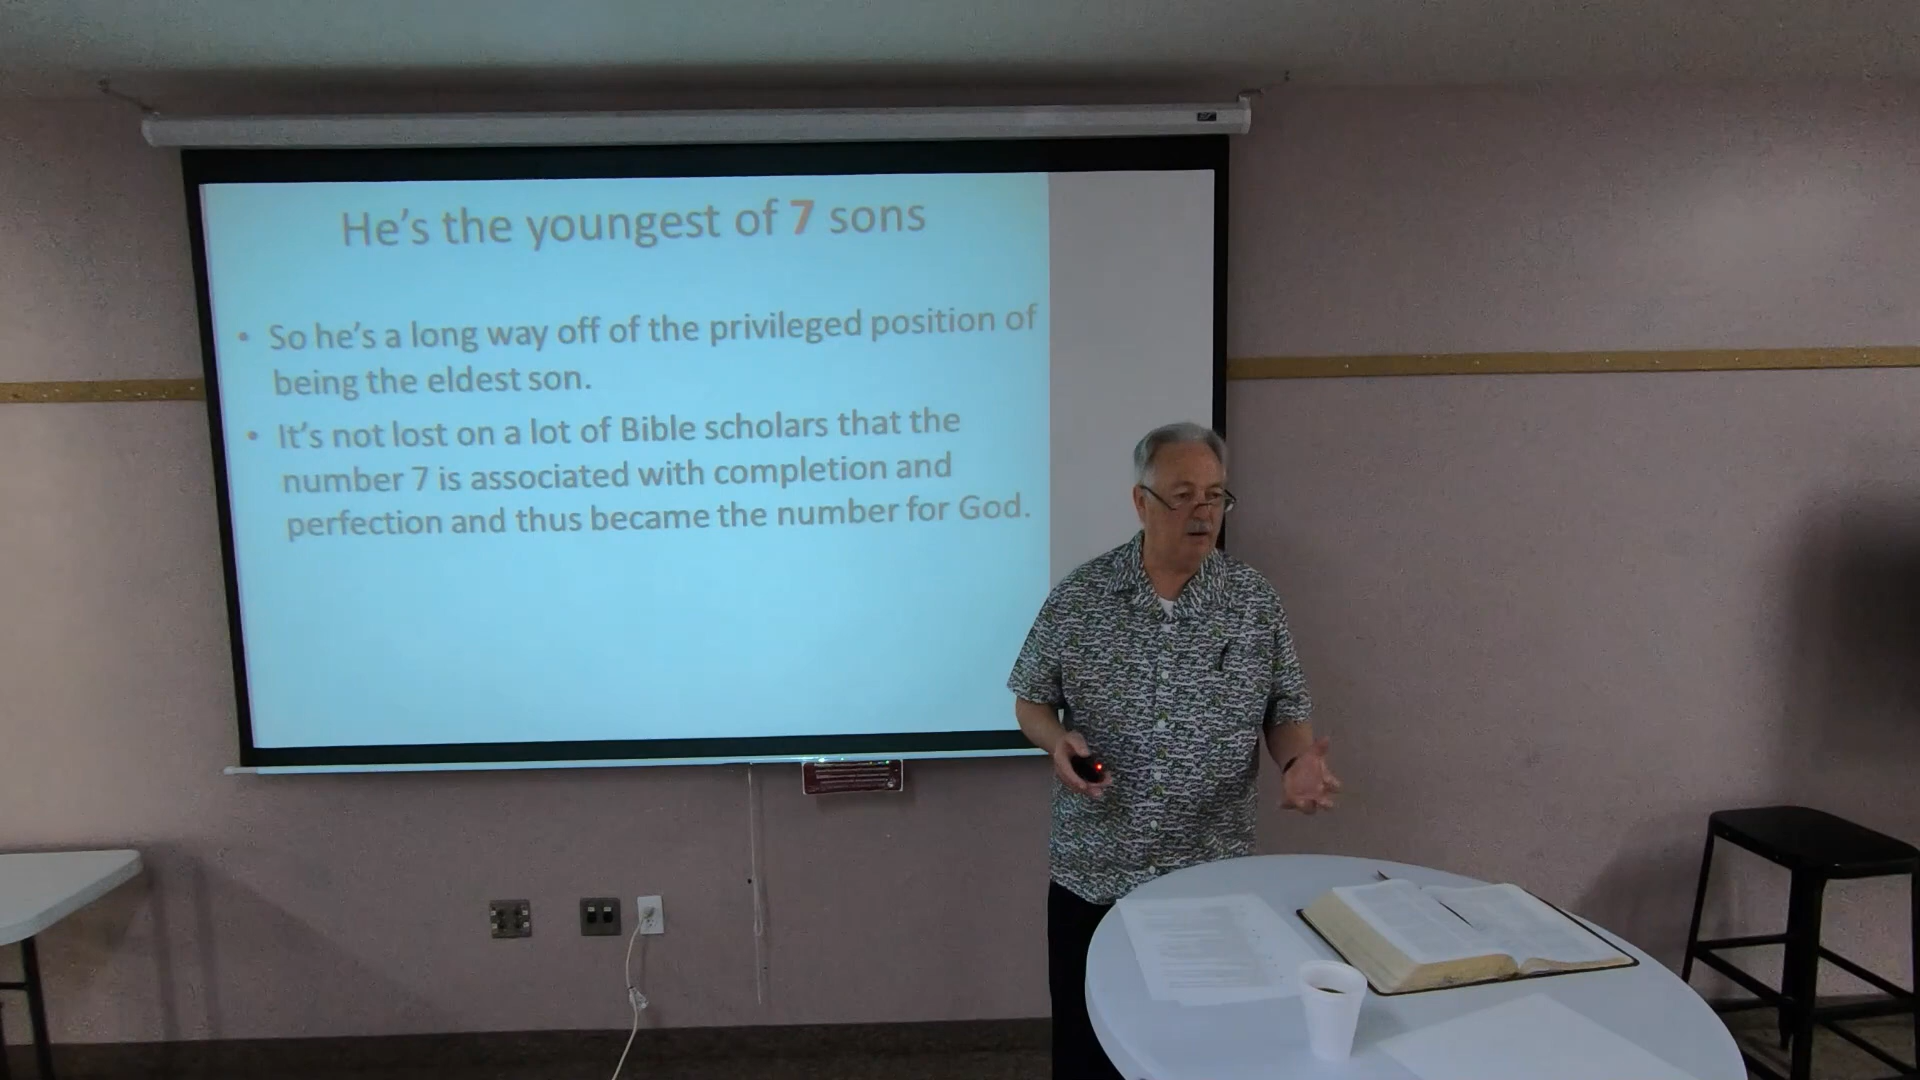 He's the youngest of 7 sons
• So he's a long way off of the privileged position of
being the eldest son.
• It's not lost on a lot of Bible scholars that the
number 7 is associated with completion and
perfection and thus became the number for God.